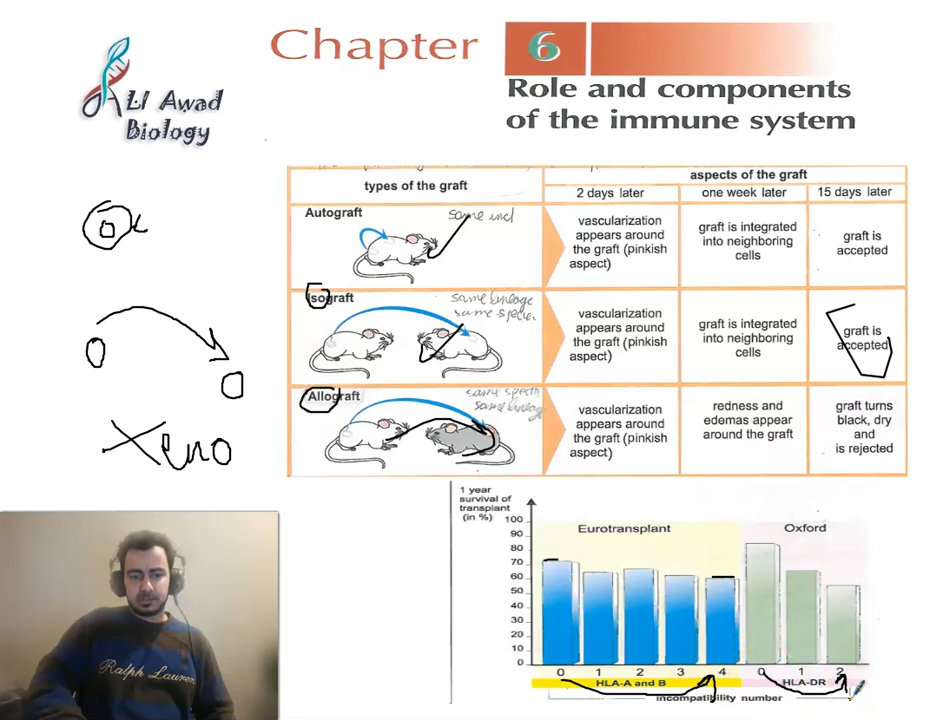 Chapter 6
Role and components
of the immune system
ALI Awad
Biology
types of the graft
aspects of the graft
2 days later
one week later
15 days later
Autograft
same ind
vascularization
appears around
the graft (pinkish
aspect)
graft is integrated
into neighboring
cells
graft is
accepted
Isograft
same lineage
same species
vascularization
appears around
the graft (pinkish
aspect)
graft is integrated
into neighboring
cells
graft is
accepted
Allograft
same
same lineage
vascularization
appears around
the graft (pinkish
aspect)
redness and
edemas appear
around the graft
graft turns
black, dry
and
is rejected
Xeno
1 year
survival of
transplant
(in %)
100
90
80
70
60
50
40
30
20
10
0
Eurotransplant
Oxford
0 1 2 3 4 0 1 2
HLA-A and B
HLA-DR
incompatibility number
Ralph Lauren